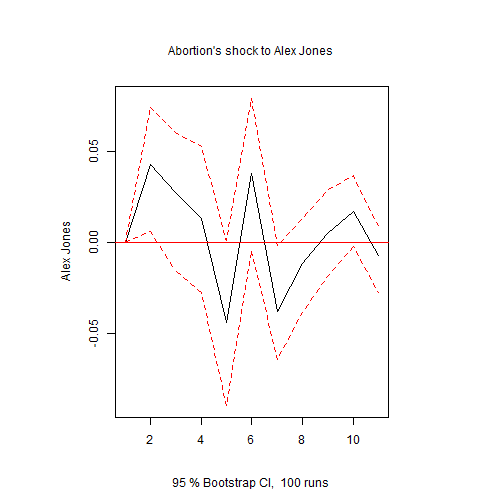 Abortion's shock to Alex Jones
Alex Jones
0.05
0.00
-0.05
2 4 6 8 10
95 % Bootstrap CI, 100 runs